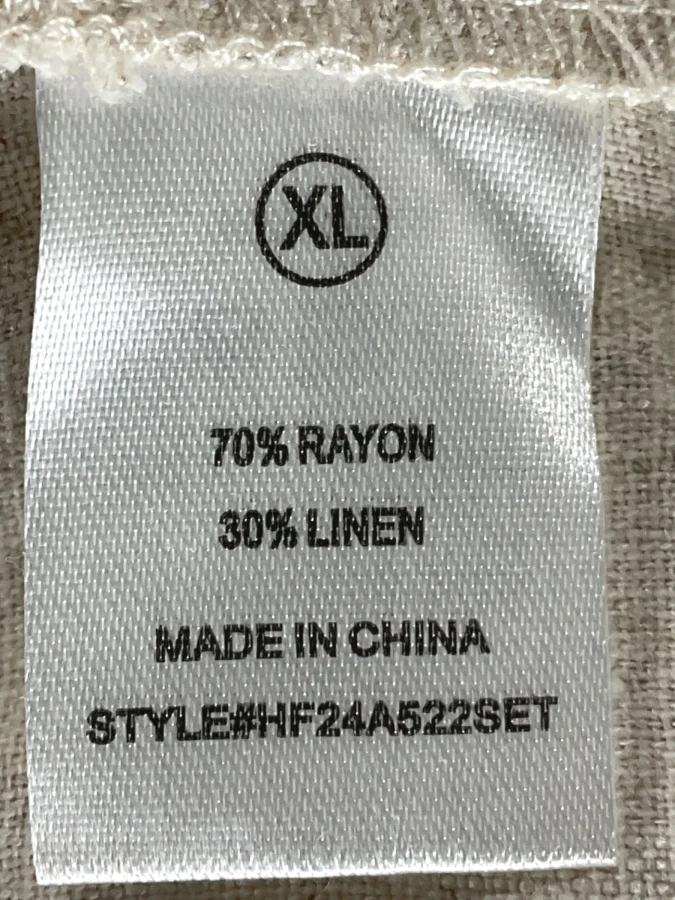 XL
70% RAYON
30% LINEN
MADE IN CHINA
STYLE#HF24A522SET